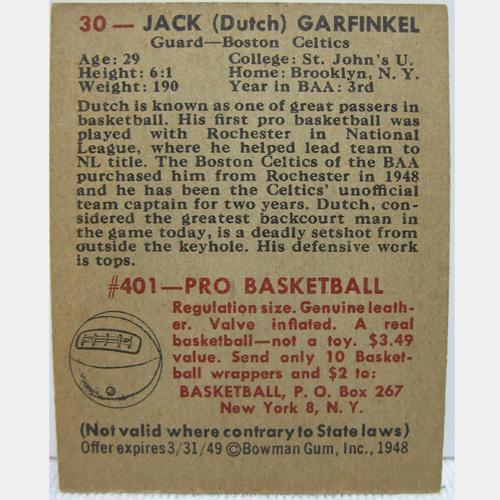 30 — JACK (Dutch) GARFINKEL
Guard—Boston Celtics
Age: 29 College: St. John's U.
Height: 6:1 Home: Brooklyn, N. Y.
Weight: 190 Year in BAA: 3rd
Dutch is known as one of great passers in
basketball. His first pro basketball was
played with Rochester in National
League, where he helped lead team to
NL title. The Boston Celtics of the BAA
purchased him from Rochester in 1948
and he has been the Celtics' unofficial
team captain for two years. Dutch, con-
sidered the greatest backcourt man in
the game today, is a deadly setshot from
outside the keyhole. His defensive work
is tops.
#401—PRO BASKETBALL
Regulation size. Genuine leath-
er. Valve inflated. A real
basketball—not a toy. $3.49
value. Send only 10 Basket-
ball wrappers and $2 to:
BASKETBALL, P. O. Box 267
New York 8, N. Y.
(Not valid where contrary to State laws)
Offer expires 3/31/49 ©Bowman Gum, Inc., 1948